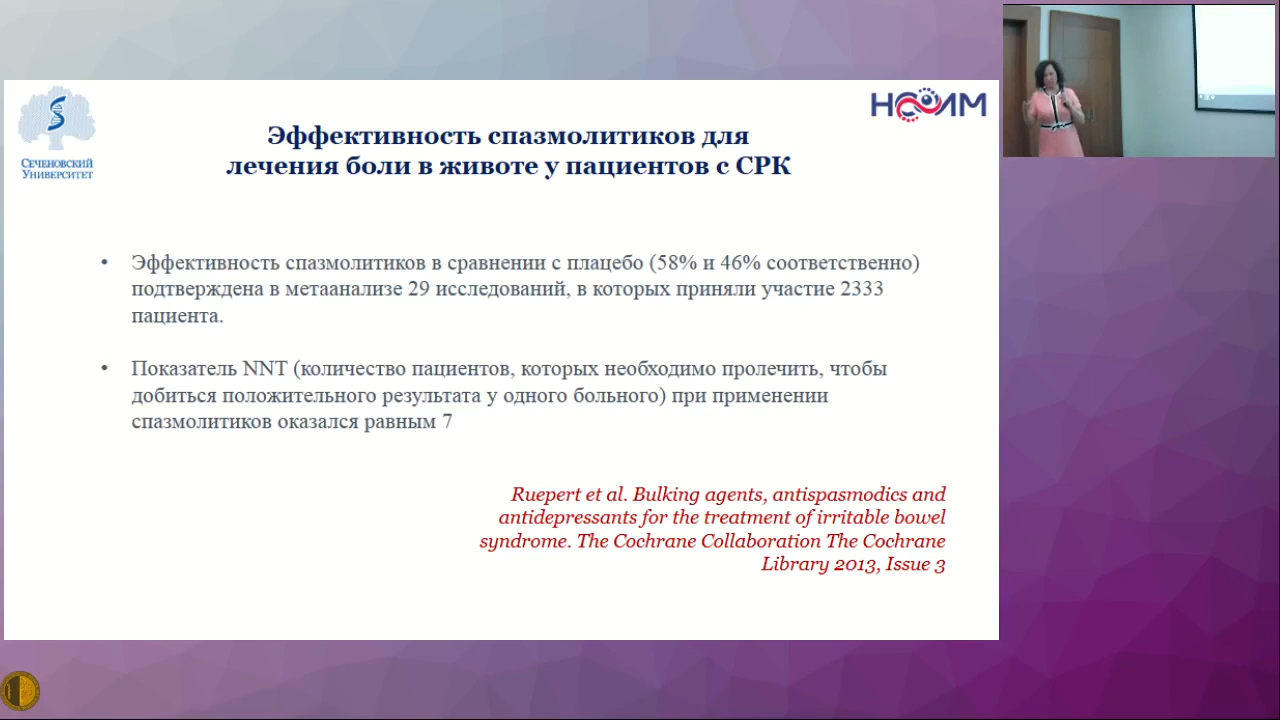 Сеченовский
Университет
НОИМ
Эффективность спазмолитиков для
лечения боли в животе у пациентов с СРК
• Эффективность спазмолитиков в сравнении с плацебо (58% и 46% соответственно)
подтверждена в метаанализе 29 исследований, в которых приняли участие 2333
пациента.
• Показатель NNT (количество пациентов, которых необходимо пролечить, чтобы
добиться положительного результата у одного больного) при применении
спазмолитиков оказался равным 7
Ruepert et al. Bulking agents, antispasmodics and
antidepressants for the treatment of irritable bowel
syndrome. The Cochrane Collaboration The Cochrane
Library 2013, Issue 3